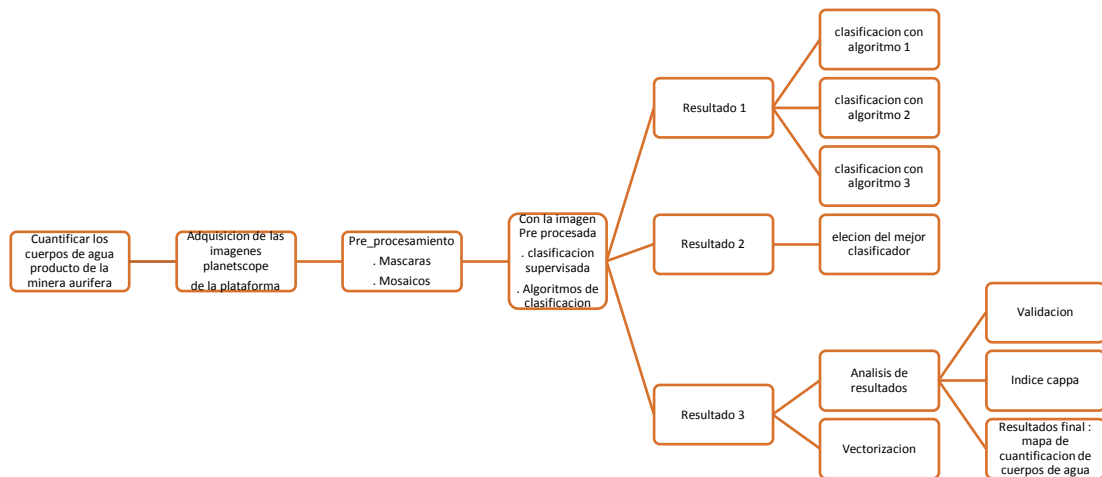 Cuantificar los
cuerpos de agua
producto de la
minera aurifera
Adquisicion de las
imagenes
planetscope
de la plataforma
Pre_procesamiento
. Mascaras
. Mosaicos
Con la imagen
Pre procesada
. clasificacion
supervisada
. Algoritmos de
clasificacion
Resultado 1
clasificacion con
algoritmo 1
clasificacion con
algoritmo 2
clasificacion con
algoritmo 3
Resultado 2
elecion del mejor
clasificador
Resultado 3
Analisis de
resultados
Validacion
Indice cappa
Resultados final :
mapa de
cuantificacion de
cuerpos de agua
Vectorizacion